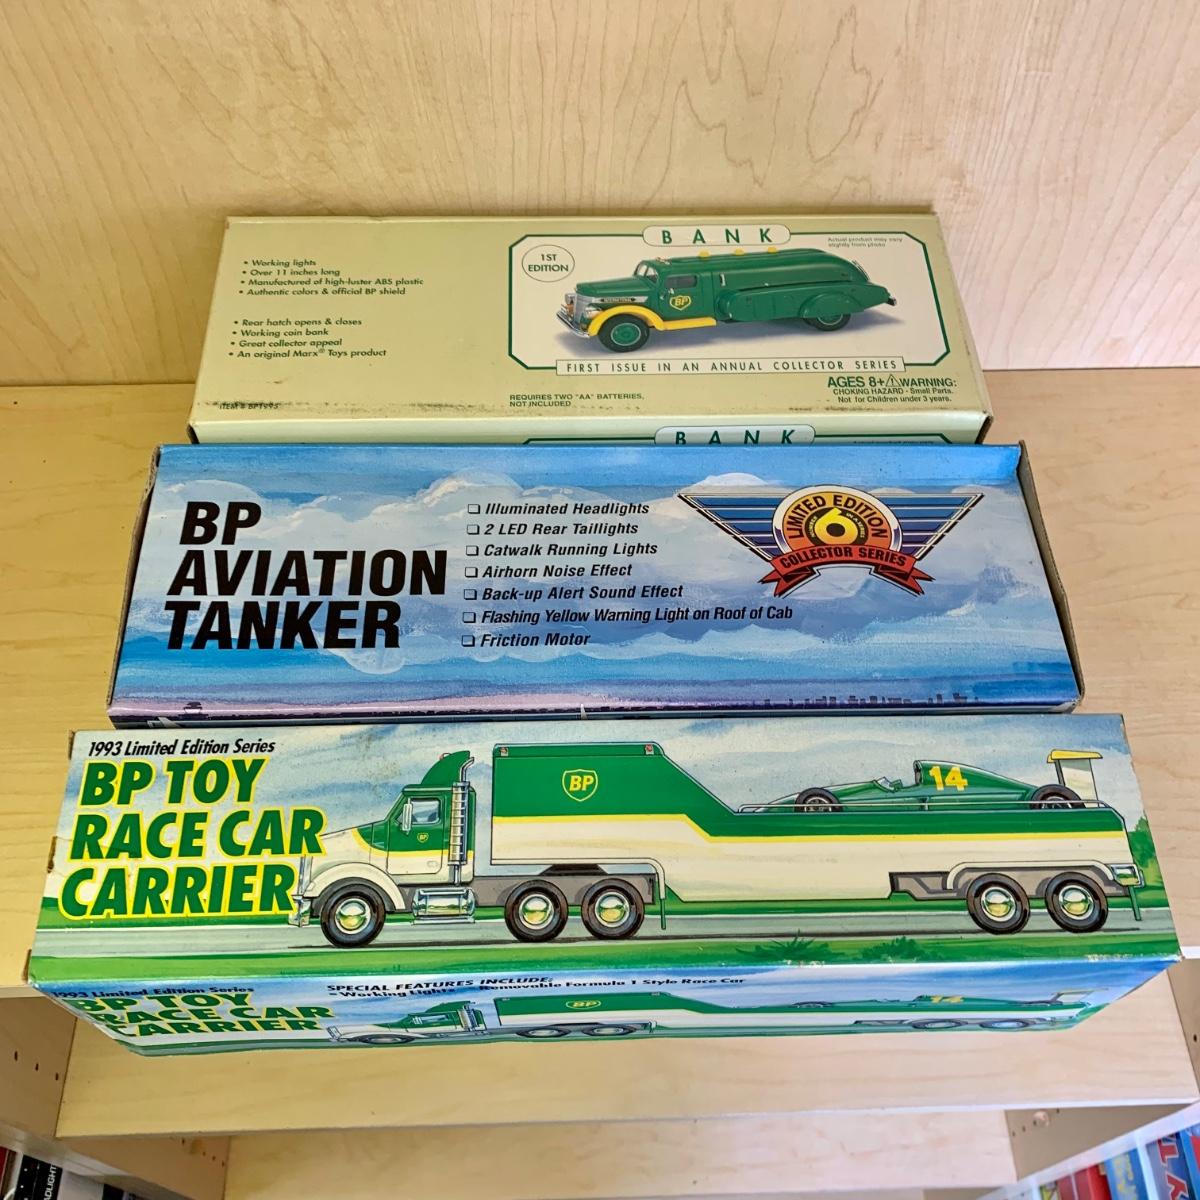 BANK
1ST
EDITION
Actual product may vary
slightly from photo
• Working lights
• Over 11 inches long
• Manufactured of high-luster ABS plastic
• Authentic colors & official BP shield
• Rear hatch opens & closes
• Working coin bank
• Great collector appeal
• An original Marx® Toys product
INTERNATIONAL
BP
FIRST ISSUE IN AN ANNUAL COLLECTOR SERIES
REQUIRES TWO "AA" BATTERIES,
NOT INCLUDED
AGES 8+ ⚠WARNING:
CHOKING HAZARD - Small Parts.
Not for Children under 3 years.
ITEM # BP1993
BANK
BP
AVIATION
TANKER
❑ Illuminated Headlights
❑ 2 LED Rear Taillights
❑ Catwalk Running Lights
❑ Airhorn Noise Effect
❑ Back-up Alert Sound Effect
❑ Flashing Yellow Warning Light on Roof of Cab
❑ Friction Motor
LIMITED EDITION
6
COLLECTOR SERIES
1993 Limited Edition Series
BP TOY
RACE CAR
CARRIER
BP
BP
14
1993 Limited Edition Series
BP TOY
RACE CAR
CARRIER
SPECIAL FEATURES INCLUDE:
Working Lights
Removable Formula 1 Style Race Car
BP
14